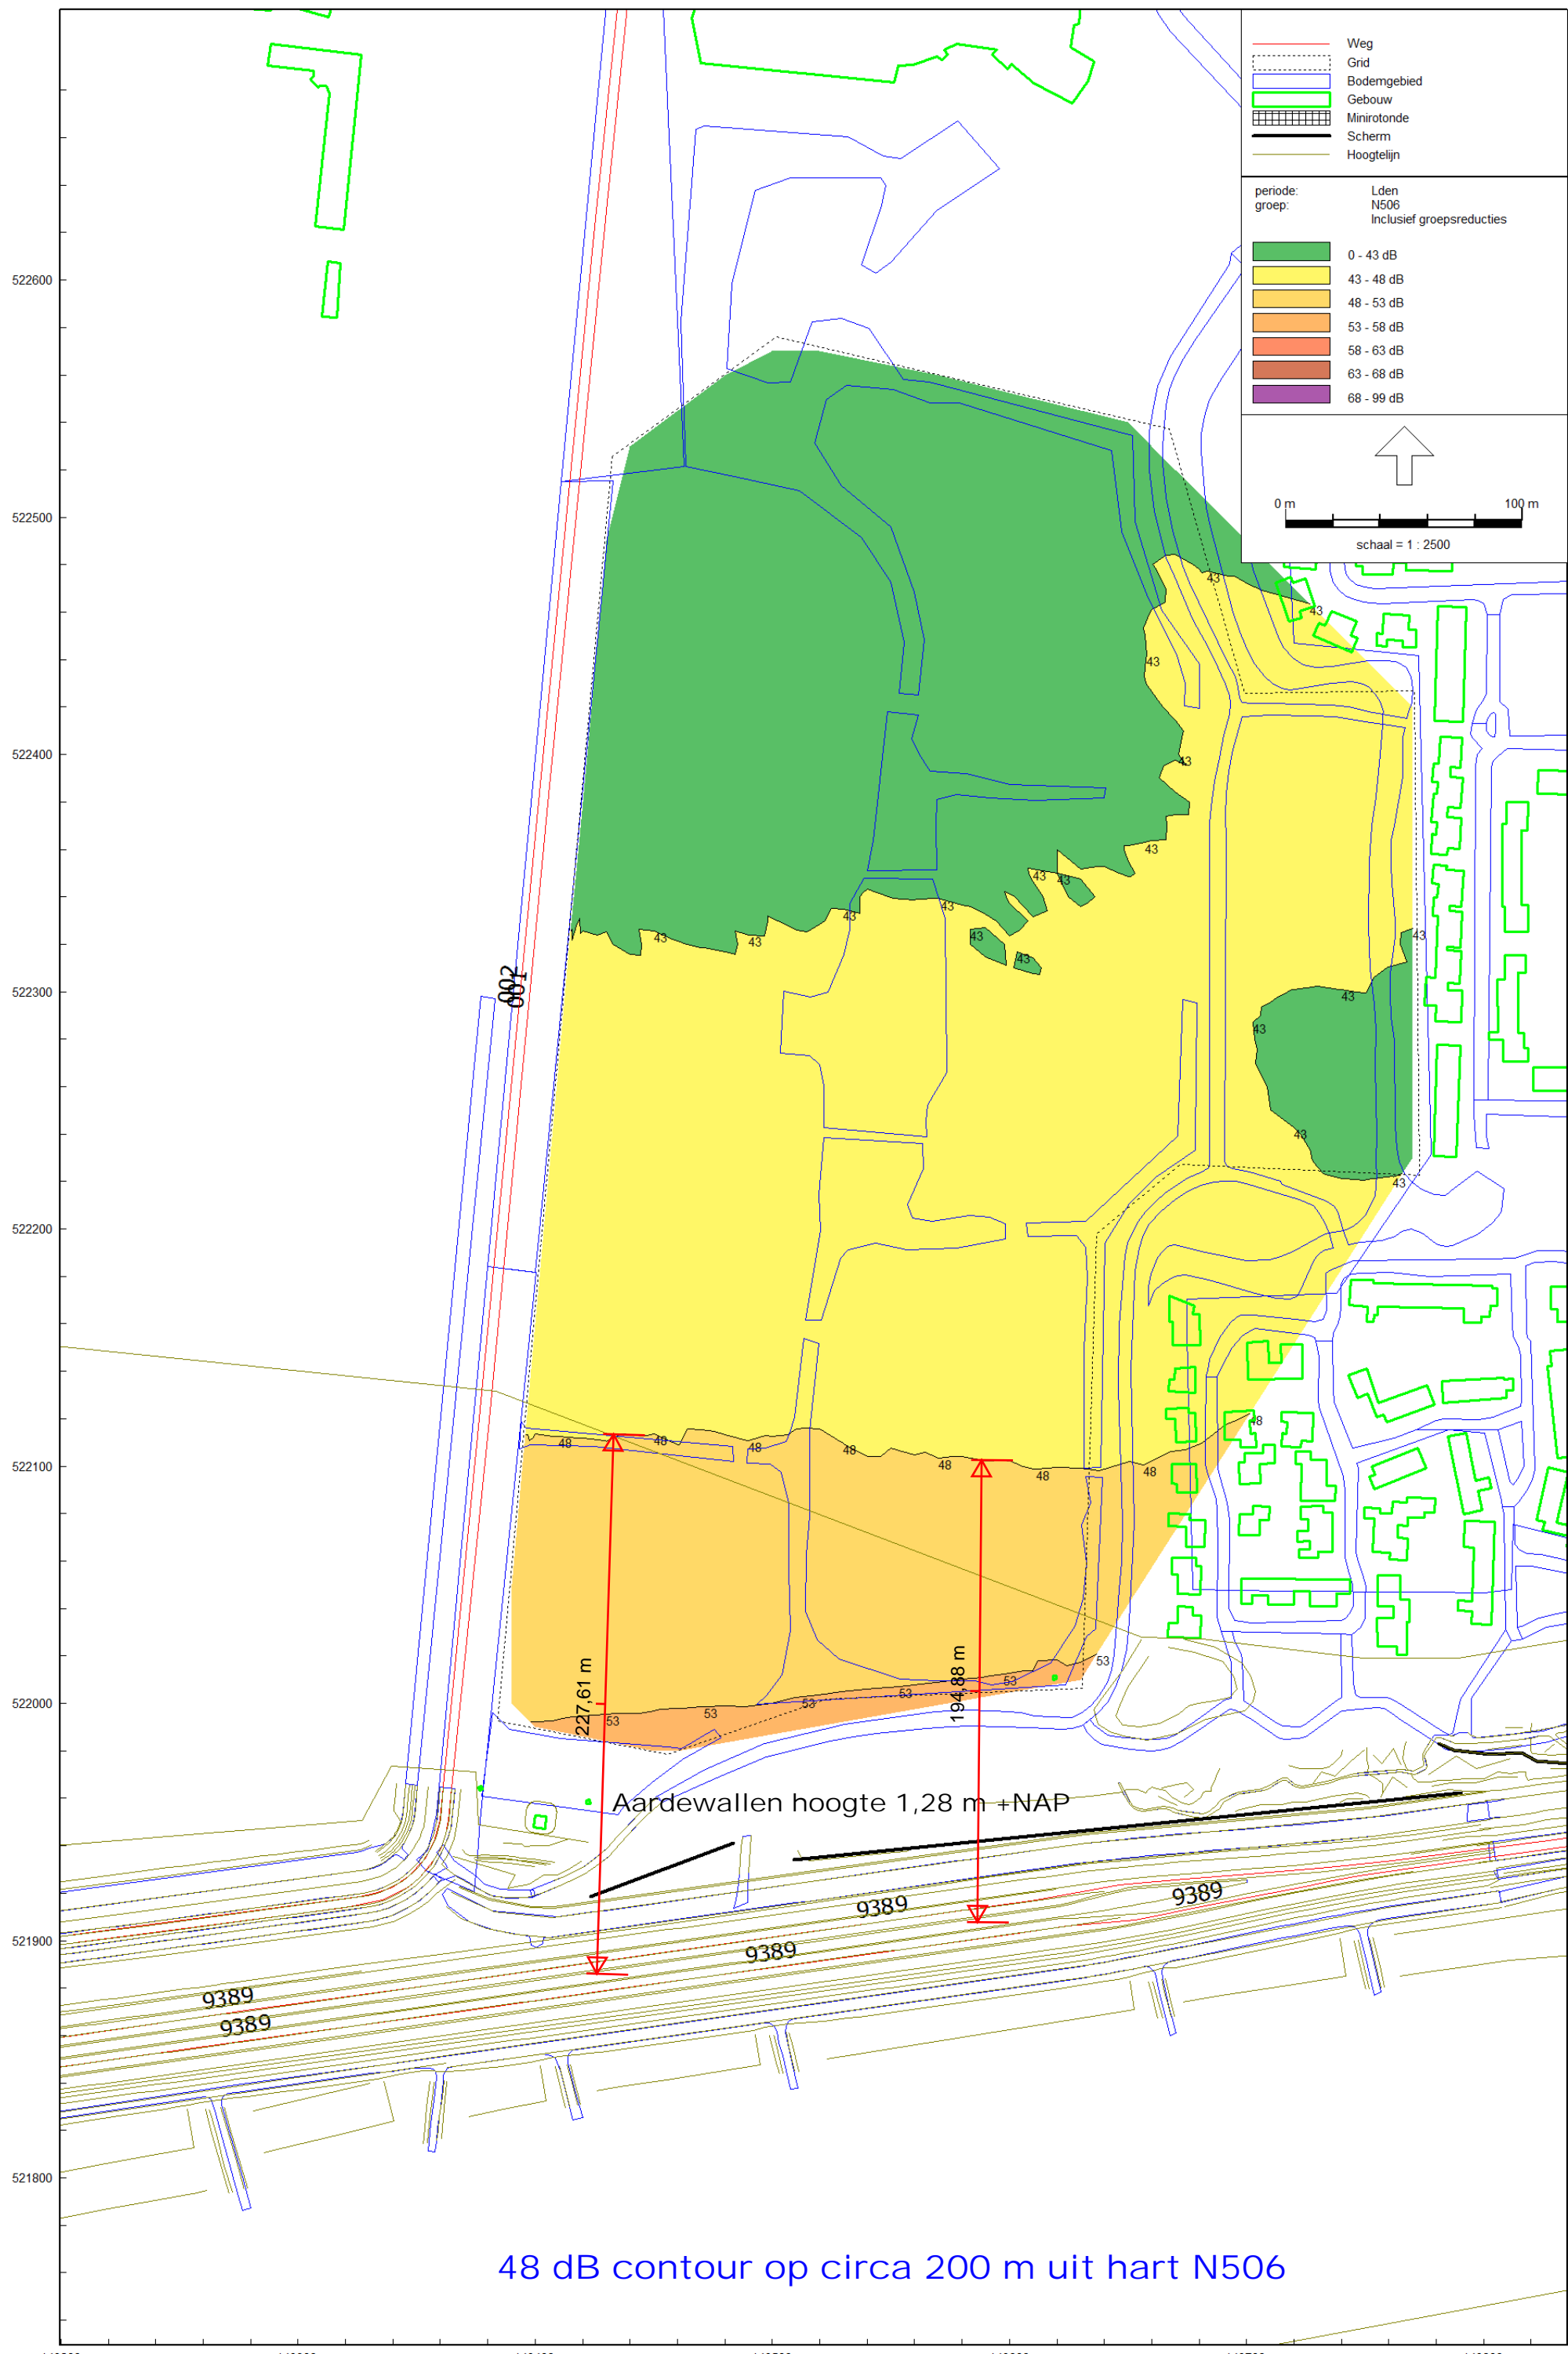 Weg
Grid
Bodemgebied
Gebouw
Minirotonde
Scherm
Hoogtelijn
periode: Lden
groep: N506
Inclusief groepsreducties
0 - 43 dB
43 - 48 dB
48 - 53 dB
53 - 58 dB
58 - 63 dB
63 - 68 dB
68 - 99 dB
0 m 100 m
schaal = 1 : 2500
522600
522500
43
43
43
522400
43
43
43
43
43
43
43
43
43
43
43
43
522300
002
001
43
43
43
522200
43
48
48
48
48
48
48
48
48
522100
53
53
53
53
53
53
522000
227,61 m
194,88 m
Aardewallen hoogte 1,28 m +NAP
9389
9389
9389
521900
9389
9389
521800
48 dB contour op circa 200 m uit hart N506